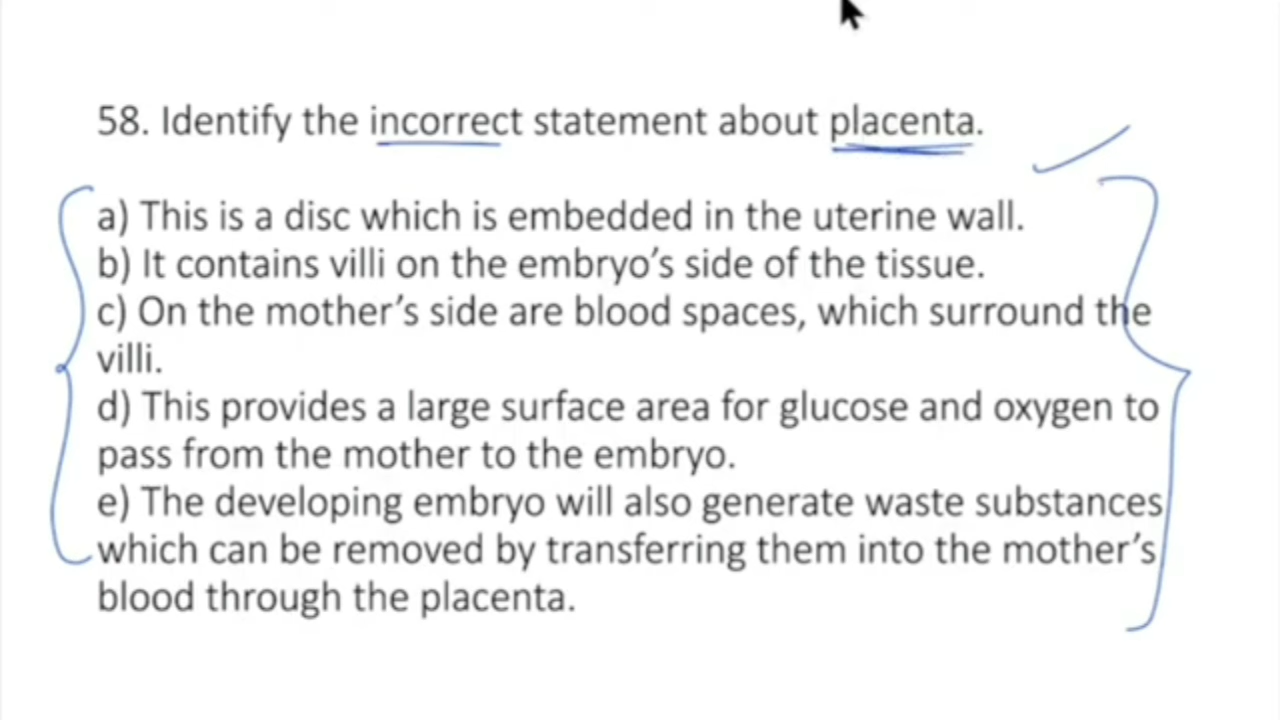 58. Identify the incorrect statement about placenta.
a) This is a disc which is embedded in the uterine wall.
b) It contains villi on the embryo’s side of the tissue.
c) On the mother’s side are blood spaces, which surround the
villi.
d) This provides a large surface area for glucose and oxygen to
pass from the mother to the embryo.
e) The developing embryo will also generate waste substances
which can be removed by transferring them into the mother’s
blood through the placenta.